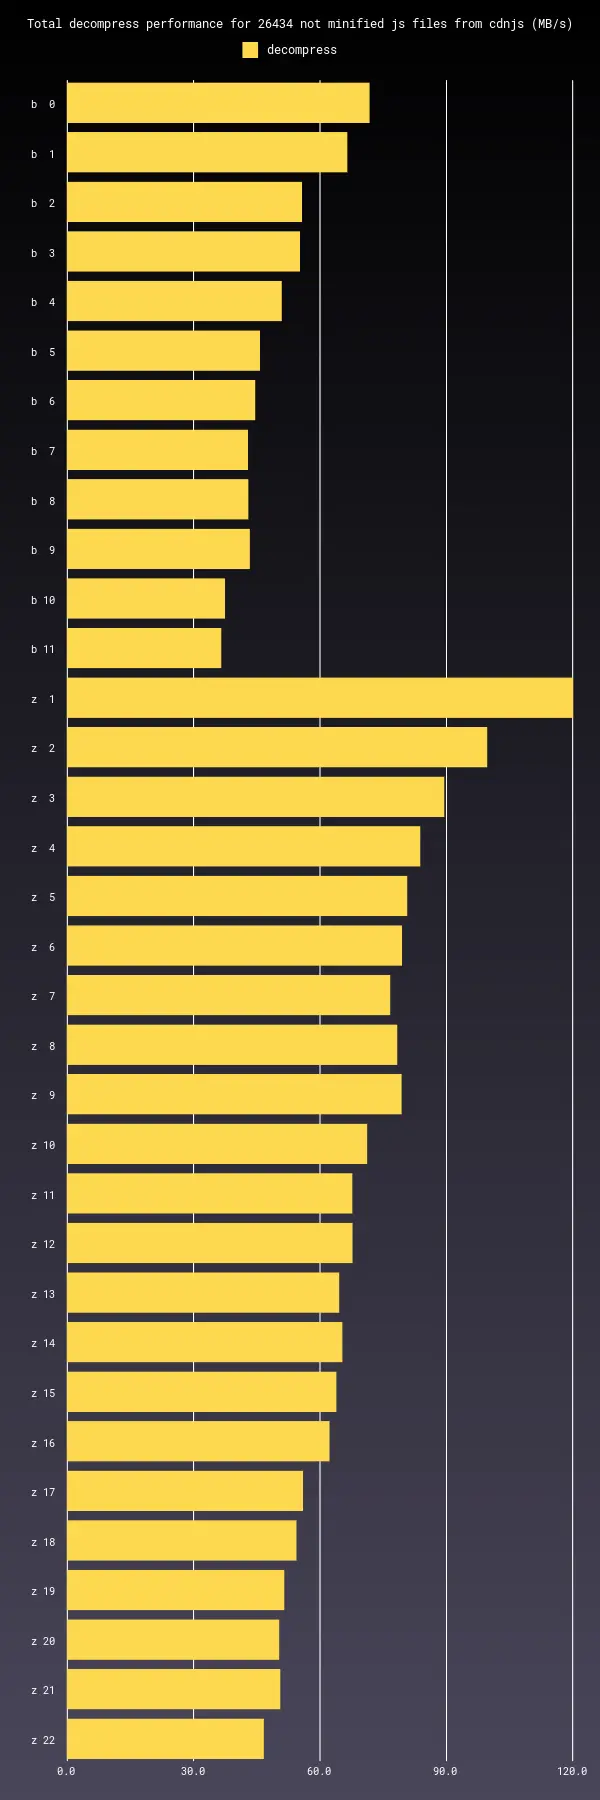 Total decompress performance for 26434 not minified js files from cdnjs (MB/s)
decompress
b  0
b  1
b  2
b  3
b  4
b  5
b  6
b  7
b  8
b  9
b 10
b 11
z  1
z  2
z  3
z  4
z  5
z  6
z  7
z  8
z  9
z 10
z 11
z 12
z 13
z 14
z 15
z 16
z 17
z 18
z 19
z 20
z 21
z 22
0.0 30.0 60.0 90.0 120.0